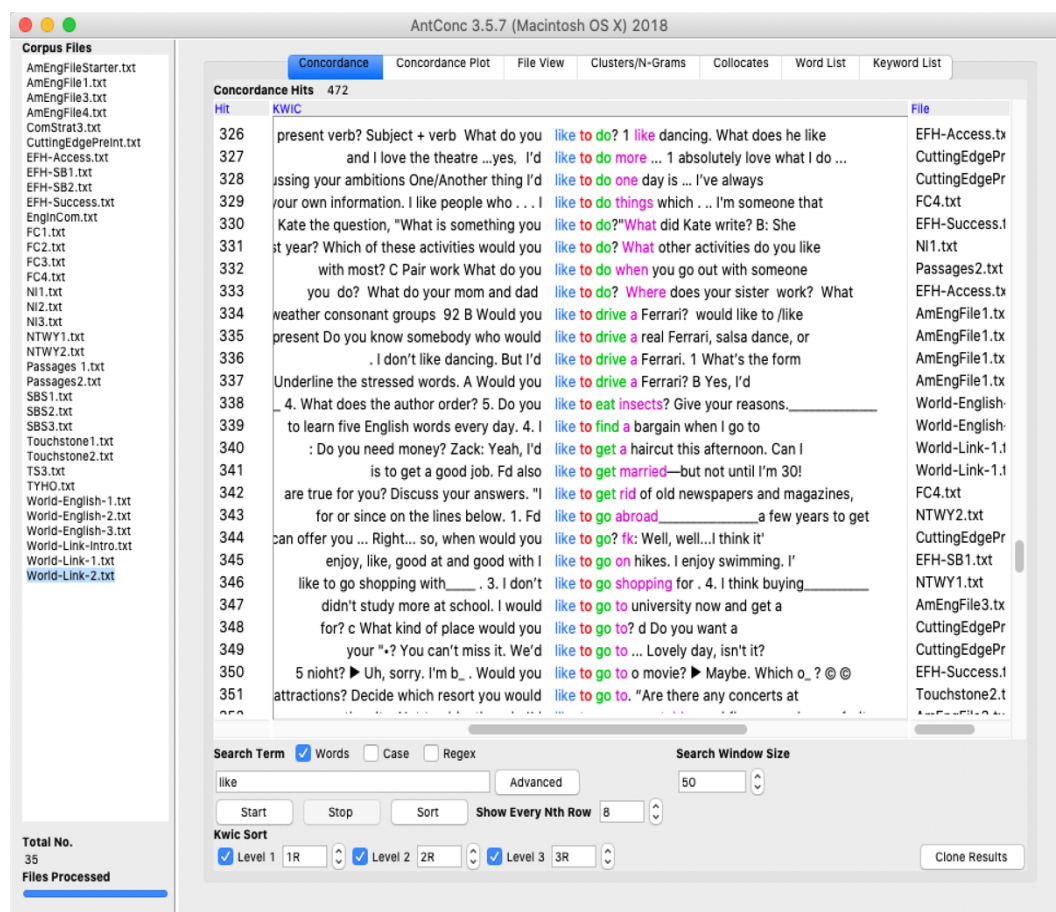 AntConc 3.5.7 (Macintosh OS X) 2018
Corpus Files
AmEngFileStarter.txt
AmEngFile1.txt
AmEngFile3.txt
AmEngFile4.txt
ComStrat3.txt
CuttingEdgePreInt.txt
EFH-Access.txt
EFH-SB1.txt
EFH-SB2.txt
EFH-Success.txt
EngInCom.txt
FC1.txt
FC2.txt
FC3.txt
FC4.txt
NI1.txt
NI2.txt
NI3.txt
NTWY1.txt
NTWY2.txt
Passages 1.txt
Passages2.txt
SBS1.txt
SBS2.txt
SBS3.txt
Touchstone1.txt
Touchstone2.txt
TS3.txt
TYHO.txt
World-English-1.txt
World-English-2.txt
World-English-3.txt
World-Link-Intro.txt
World-Link-1.txt
World-Link-2.txt
Total No.
35
Files Processed
Concordance Concordance Plot File View Clusters/N-Grams Collocates Word List Keyword List
Concordance Hits 472
Hit KWIC File
326 present verb? Subject + verb What do you like to do? 1 like dancing. What does he like EFH-Access.tx
327 and I love the theatre ...yes, I'd like to do more ... 1 absolutely love what I do ... CuttingEdgePr
328 ussing your ambitions One/Another thing I'd like to do one day is ... I've always CuttingEdgePr
329 your own information. I like people who . . . I like to do things which . .. I'm someone that FC4.txt
330 Kate the question, "What is something you like to do?"What did Kate write? B: She EFH-Success.t
331 st year? Which of these activities would you like to do? What other activities do you like NI1.txt
332 with most? C Pair work What do you like to do when you go out with someone Passages2.txt
333 you do? What do your mom and dad like to do? Where does your sister work? What EFH-Access.tx
334 weather consonant groups 92 B Would you like to drive a Ferrari? would like to /like AmEngFile1.tx
335 present Do you know somebody who would like to drive a real Ferrari, salsa dance, or AmEngFile1.tx
336 . I don't like dancing. But I'd like to drive a Ferrari. 1 What's the form AmEngFile1.tx
337 Underline the stressed words. A Would you like to drive a Ferrari? B Yes, I'd AmEngFile1.tx
338 _ 4. What does the author order? 5. Do you like to eat insects? Give your reasons.____________ World-English-
339 to learn five English words every day. 4. I like to find a bargain when I go to World-English-
340 : Do you need money? Zack: Yeah, I'd like to get a haircut this afternoon. Can I World-Link-1.t
341 is to get a good job. Fd also like to get married—but not until I'm 30! World-Link-1.t
342 are true for you? Discuss your answers. "I like to get rid of old newspapers and magazines, FC4.txt
343 for or since on the lines below. 1. Fd like to go abroad______________a few years to get NTWY2.txt
344 can offer you ... Right... so, when would you like to go? fk: Well, well...I think it' CuttingEdgePr
345 enjoy, like, good at and good with I like to go on hikes. I enjoy swimming. I' EFH-SB1.txt
346 like to go shopping with____ . 3. I don't like to go shopping for . 4. I think buying_________ NTWY1.txt
347 didn't study more at school. I would like to go to university now and get a AmEngFile3.tx
348 for? c What kind of place would you like to go to? d Do you want a CuttingEdgePr
349 your "•? You can't miss it. We'd like to go to ... Lovely day, isn't it? CuttingEdgePr
350 5 nioht? ▶ Uh, sorry. I'm b_ . Would you like to go to o movie? ▶ Maybe. Which o_ ? © © EFH-Success.t
351 attractions? Decide which resort you would like to go to. "Are there any concerts at Touchstone2.t
Search Term Words Case Regex Search Window Size
like Advanced 50
Start Stop Sort Show Every Nth Row 8
Kwic Sort
Level 1 1R Level 2 2R Level 3 3R Clone Results